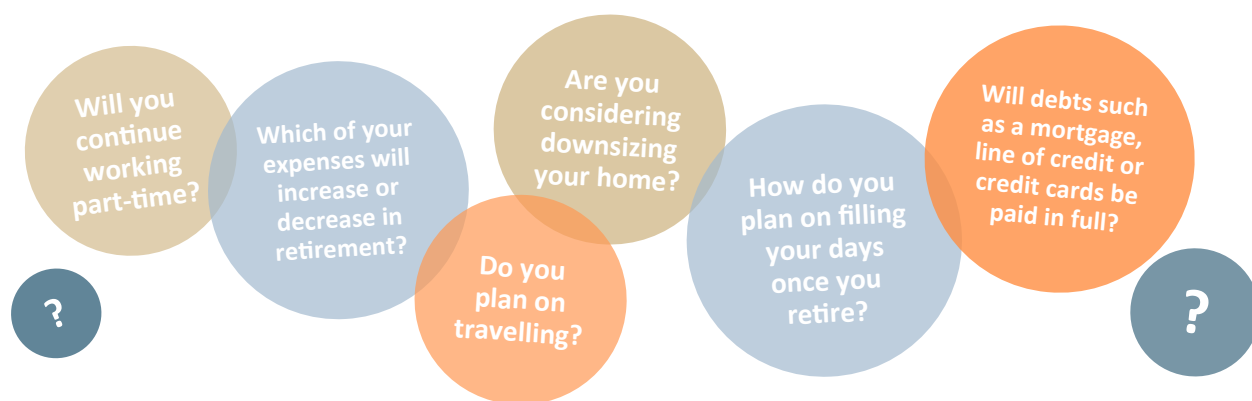 Will you
continue
working
part-time?
Which of your
expenses will
increase or
decrease in
retirement?
Are you
considering
downsizing
your home?
Do you
plan on
travelling?
How do you
plan on filling
your days
once you
retire?
Will debts such
as a mortgage,
line of credit or
credit cards be
paid in full?
?
?